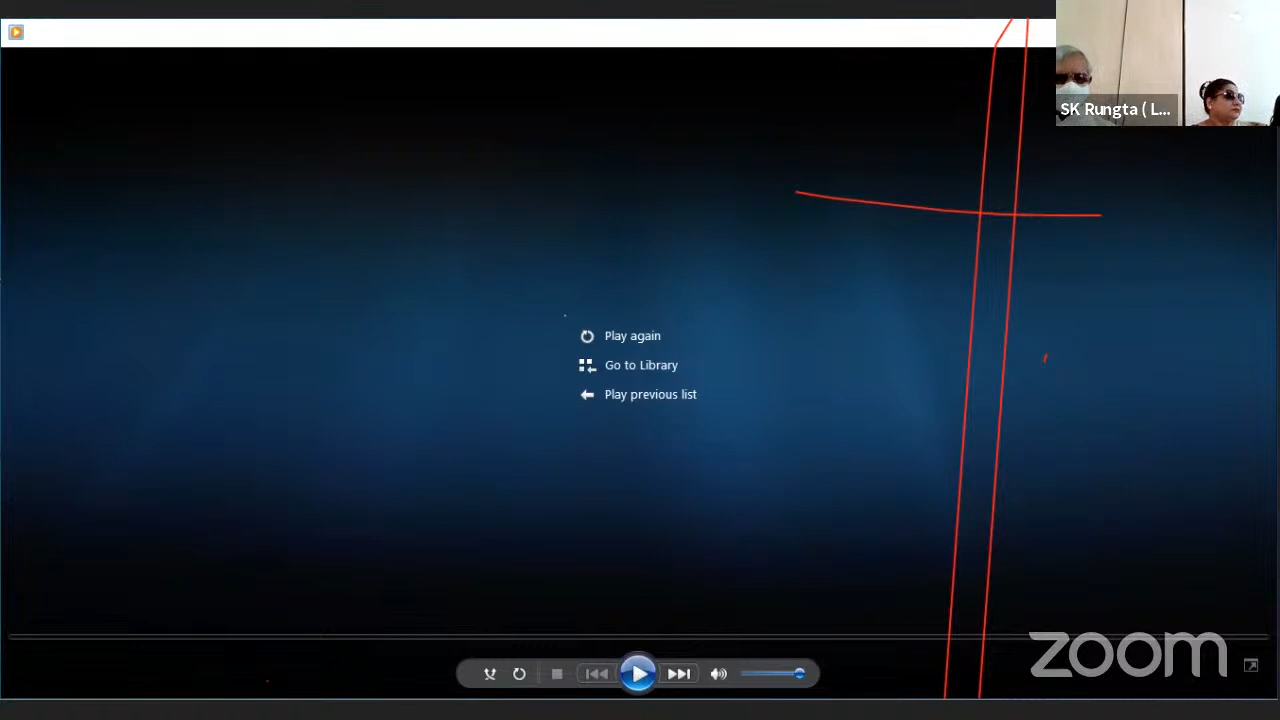 SK Rungta ( L...
Play again
Go to Library
Play previous list
zoom